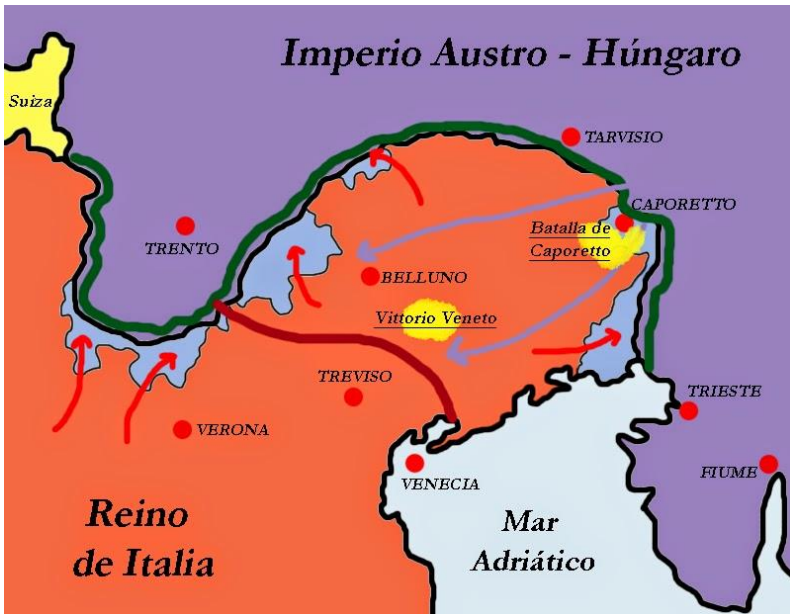 Imperio Austro - Húngaro
Suiza
TARVISIO
CAPORETTO
Batalla de
Caporetto
TRENTO
BELLUNO
Vittorio Veneto
TREVISO
TRIESTE
VERONA
VENECIA
FIUME
Reino
de Italia
Mar
Adriático